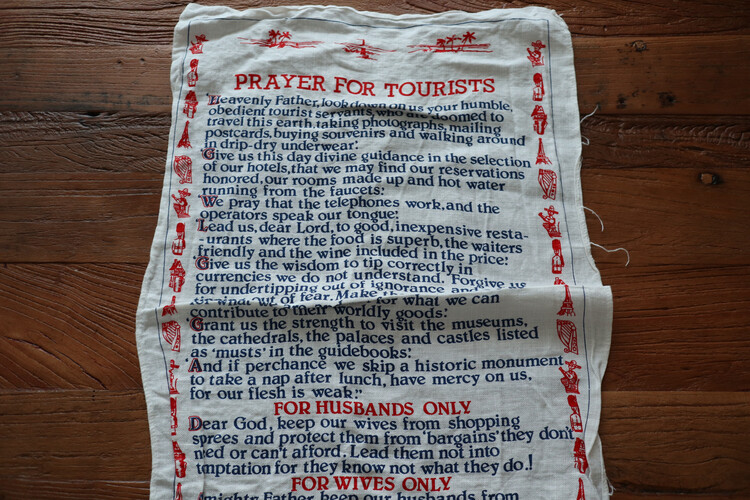 PRAYER FOR TOURISTS
"Heavenly Father, look down on us your humble,
obedient tourist servants, who are doomed to
travel this earth, taking photographs, mailing
postcards, buying souvenirs and walking around
in drip-dry underwear:
"Give us this day divine guidance in the selection
of our hotels, that we may find our reservations
honored, our rooms made up and hot water
running from the faucets:
"We pray that the telephones work, and the
operators speak our tongue:
"Lead us, dear Lord, to good, inexpensive resta-
-urants where the food is superb, the waiters
friendly and the wine included in the price:
"Give us the wisdom to tip correctly in
currencies we do not understand. Forgive us
for undertipping out of ignorance and
of fear. Make for what we can
contribute to their worldly goods:
"Grant us the strength to visit the museums,
the cathedrals, the palaces and castles listed
as 'musts' in the guidebooks:
"And if perchance we skip a historic monument
to take a nap after lunch, have mercy on us,
for our flesh is weak:"
FOR HUSBANDS ONLY
Dear God, keep our wives from shopping
sprees and protect them from 'bargains' they don't
need or can't afford. Lead them not into
temptation for they know not what they do.!
FOR WIVES ONLY
Almighty Father keep our husbands from